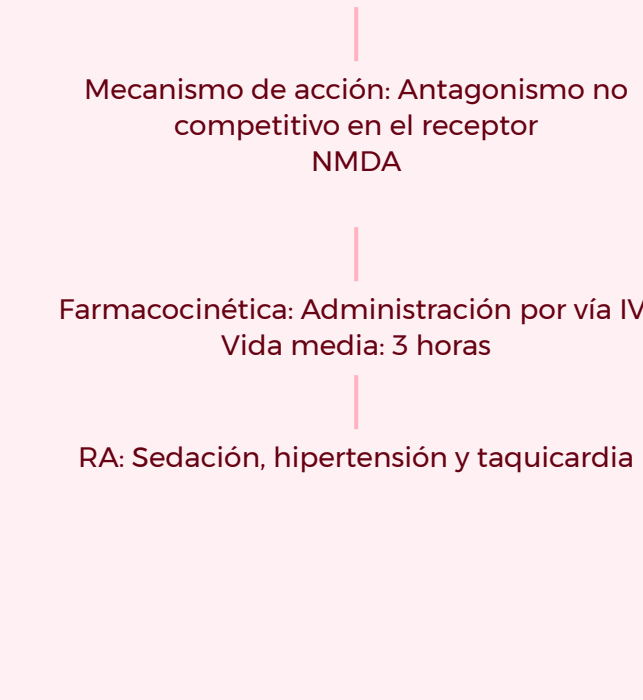 Mecanismo de acción: Antagonismo no
competitivo en el receptor
NMDA
Farmacocinética: Administración por vía IV
Vida media: 3 horas
RA: Sedación, hipertensión y taquicardia